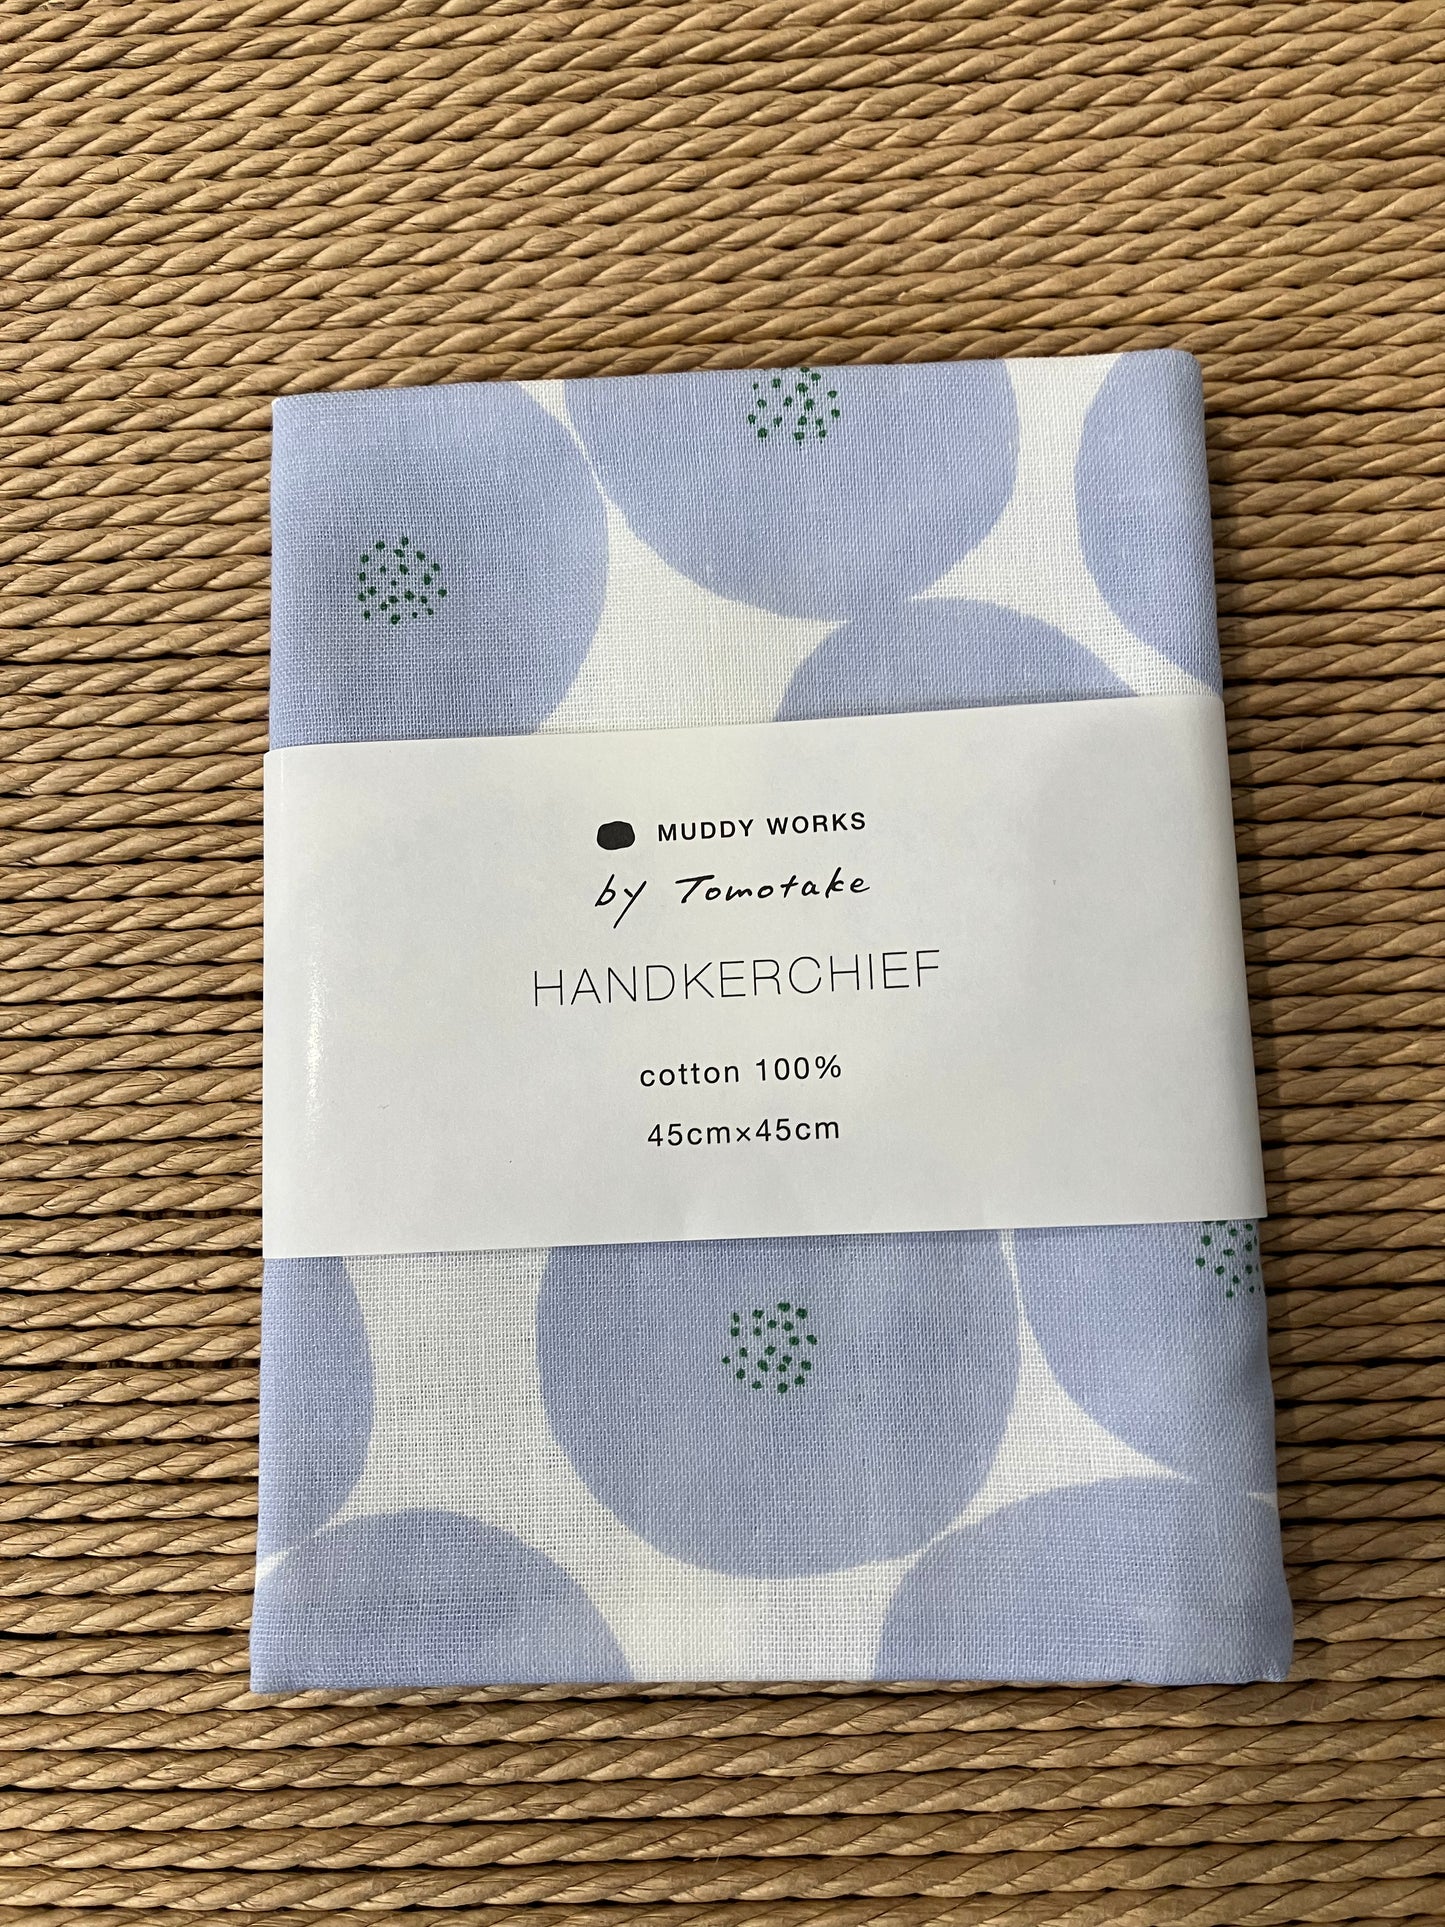 MUDDY WORKS
by Tomotake
HANDKERCHIEF
cotton 100%
45cm×45cm